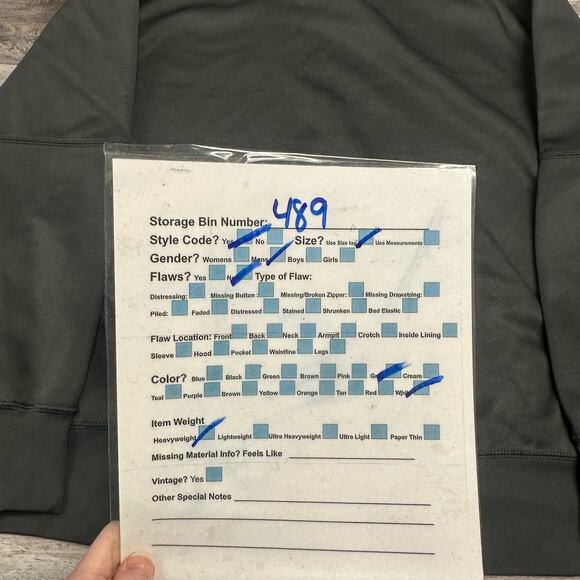 Storage Bin Number: 489
Style Code? Yes No Size? Use Size tag Use Measurements
Gender? Womens Mens Boys Girls
Flaws? Yes No Type of Flaw:
Distressing: Missing Button : Missing/Broken Zipper: Missing Drawstring:
Piled: Faded Distressed Stained Shrunken Bad Elastic
Flaw Location: Front Back Neck Armpit Crotch Inside Lining
Sleeve Hood Pocket Waistline Legs
Color? Blue Black Green Brown Pink Cream
Teal Purple Brown Yellow Orange Tan Red White
Item Weight
Heavyweight Lightweight Ultra Heavyweight Ultra Light Paper Thin
Missing Material Info? Feels Like
Vintage? Yes
Other Special Notes